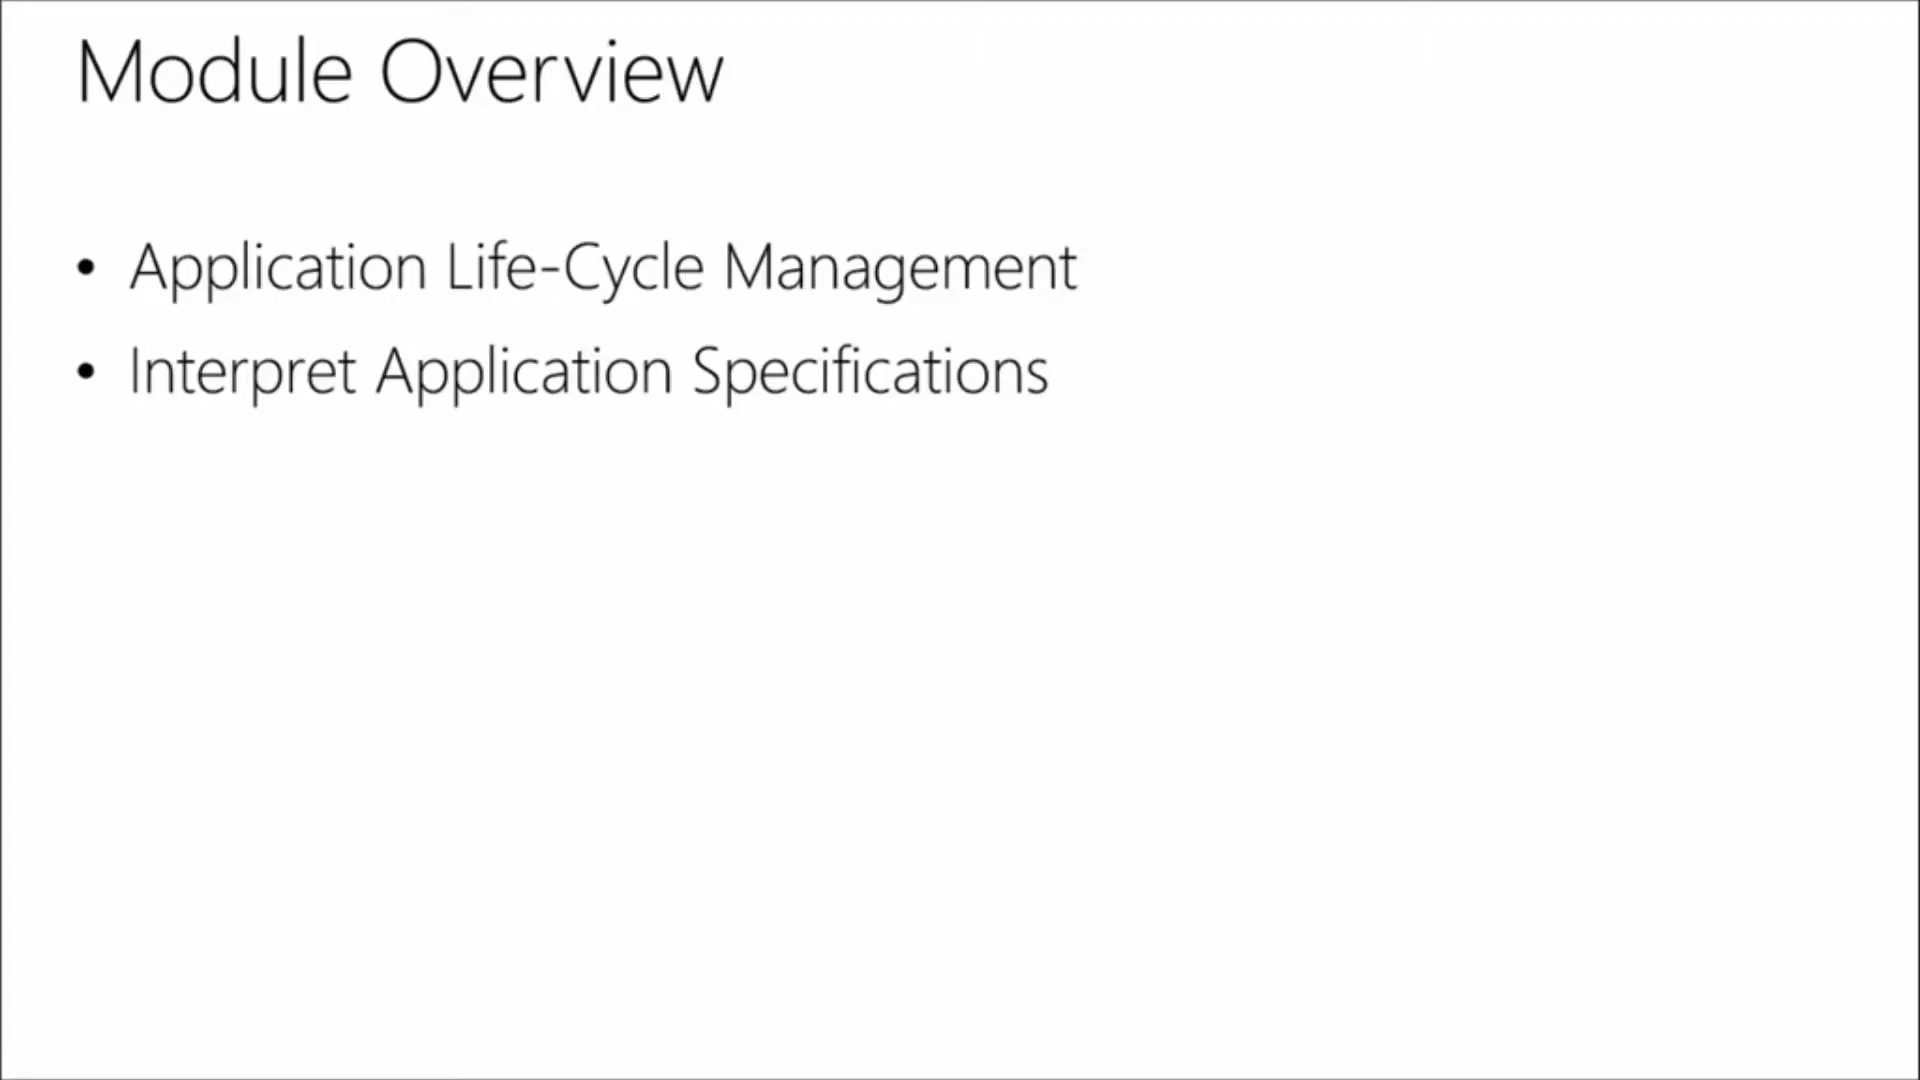 Module Overview
• Application Life-Cycle Management
• Interpret Application Specifications